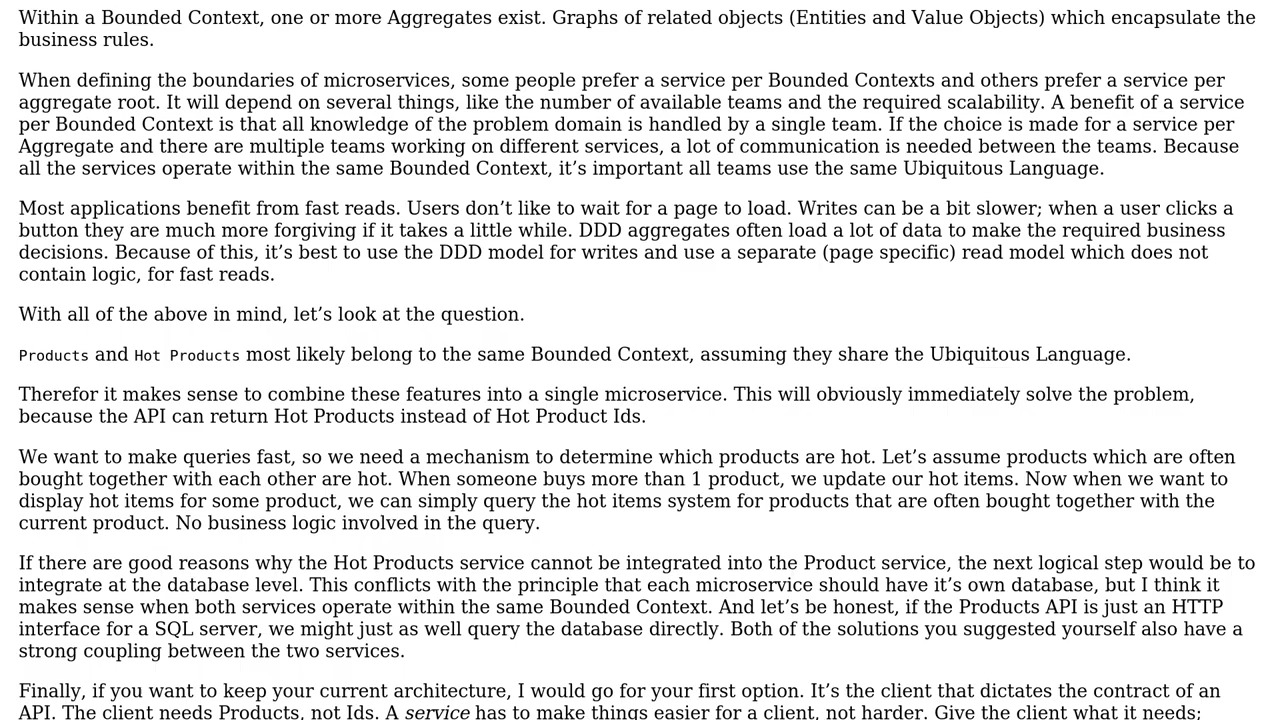 Within a Bounded Context, one or more Aggregates exist. Graphs of related objects (Entities and Value Objects) which encapsulate the
business rules.
When defining the boundaries of microservices, some people prefer a service per Bounded Contexts and others prefer a service per
aggregate root. It will depend on several things, like the number of available teams and the required scalability. A benefit of a service
per Bounded Context is that all knowledge of the problem domain is handled by a single team. If the choice is made for a service per
Aggregate and there are multiple teams working on different services, a lot of communication is needed between the teams. Because
all the services operate within the same Bounded Context, it’s important all teams use the same Ubiquitous Language.
Most applications benefit from fast reads. Users don’t like to wait for a page to load. Writes can be a bit slower; when a user clicks a
button they are much more forgiving if it takes a little while. DDD aggregates often load a lot of data to make the required business
decisions. Because of this, it’s best to use the DDD model for writes and use a separate (page specific) read model which does not
contain logic, for fast reads.
With all of the above in mind, let’s look at the question.
Products and Hot Products most likely belong to the same Bounded Context, assuming they share the Ubiquitous Language.
Therefor it makes sense to combine these features into a single microservice. This will obviously immediately solve the problem,
because the API can return Hot Products instead of Hot Product Ids.
We want to make queries fast, so we need a mechanism to determine which products are hot. Let’s assume products which are often
bought together with each other are hot. When someone buys more than 1 product, we update our hot items. Now when we want to
display hot items for some product, we can simply query the hot items system for products that are often bought together with the
current product. No business logic involved in the query.
If there are good reasons why the Hot Products service cannot be integrated into the Product service, the next logical step would be to
integrate at the database level. This conflicts with the principle that each microservice should have it’s own database, but I think it
makes sense when both services operate within the same Bounded Context. And let’s be honest, if the Products API is just an HTTP
interface for a SQL server, we might just as well query the database directly. Both of the solutions you suggested yourself also have a
strong coupling between the two services.
Finally, if you want to keep your current architecture, I would go for your first option. It’s the client that dictates the contract of an
API. The client needs Products, not Ids. A service has to make things easier for a client, not harder. Give the client what it needs;